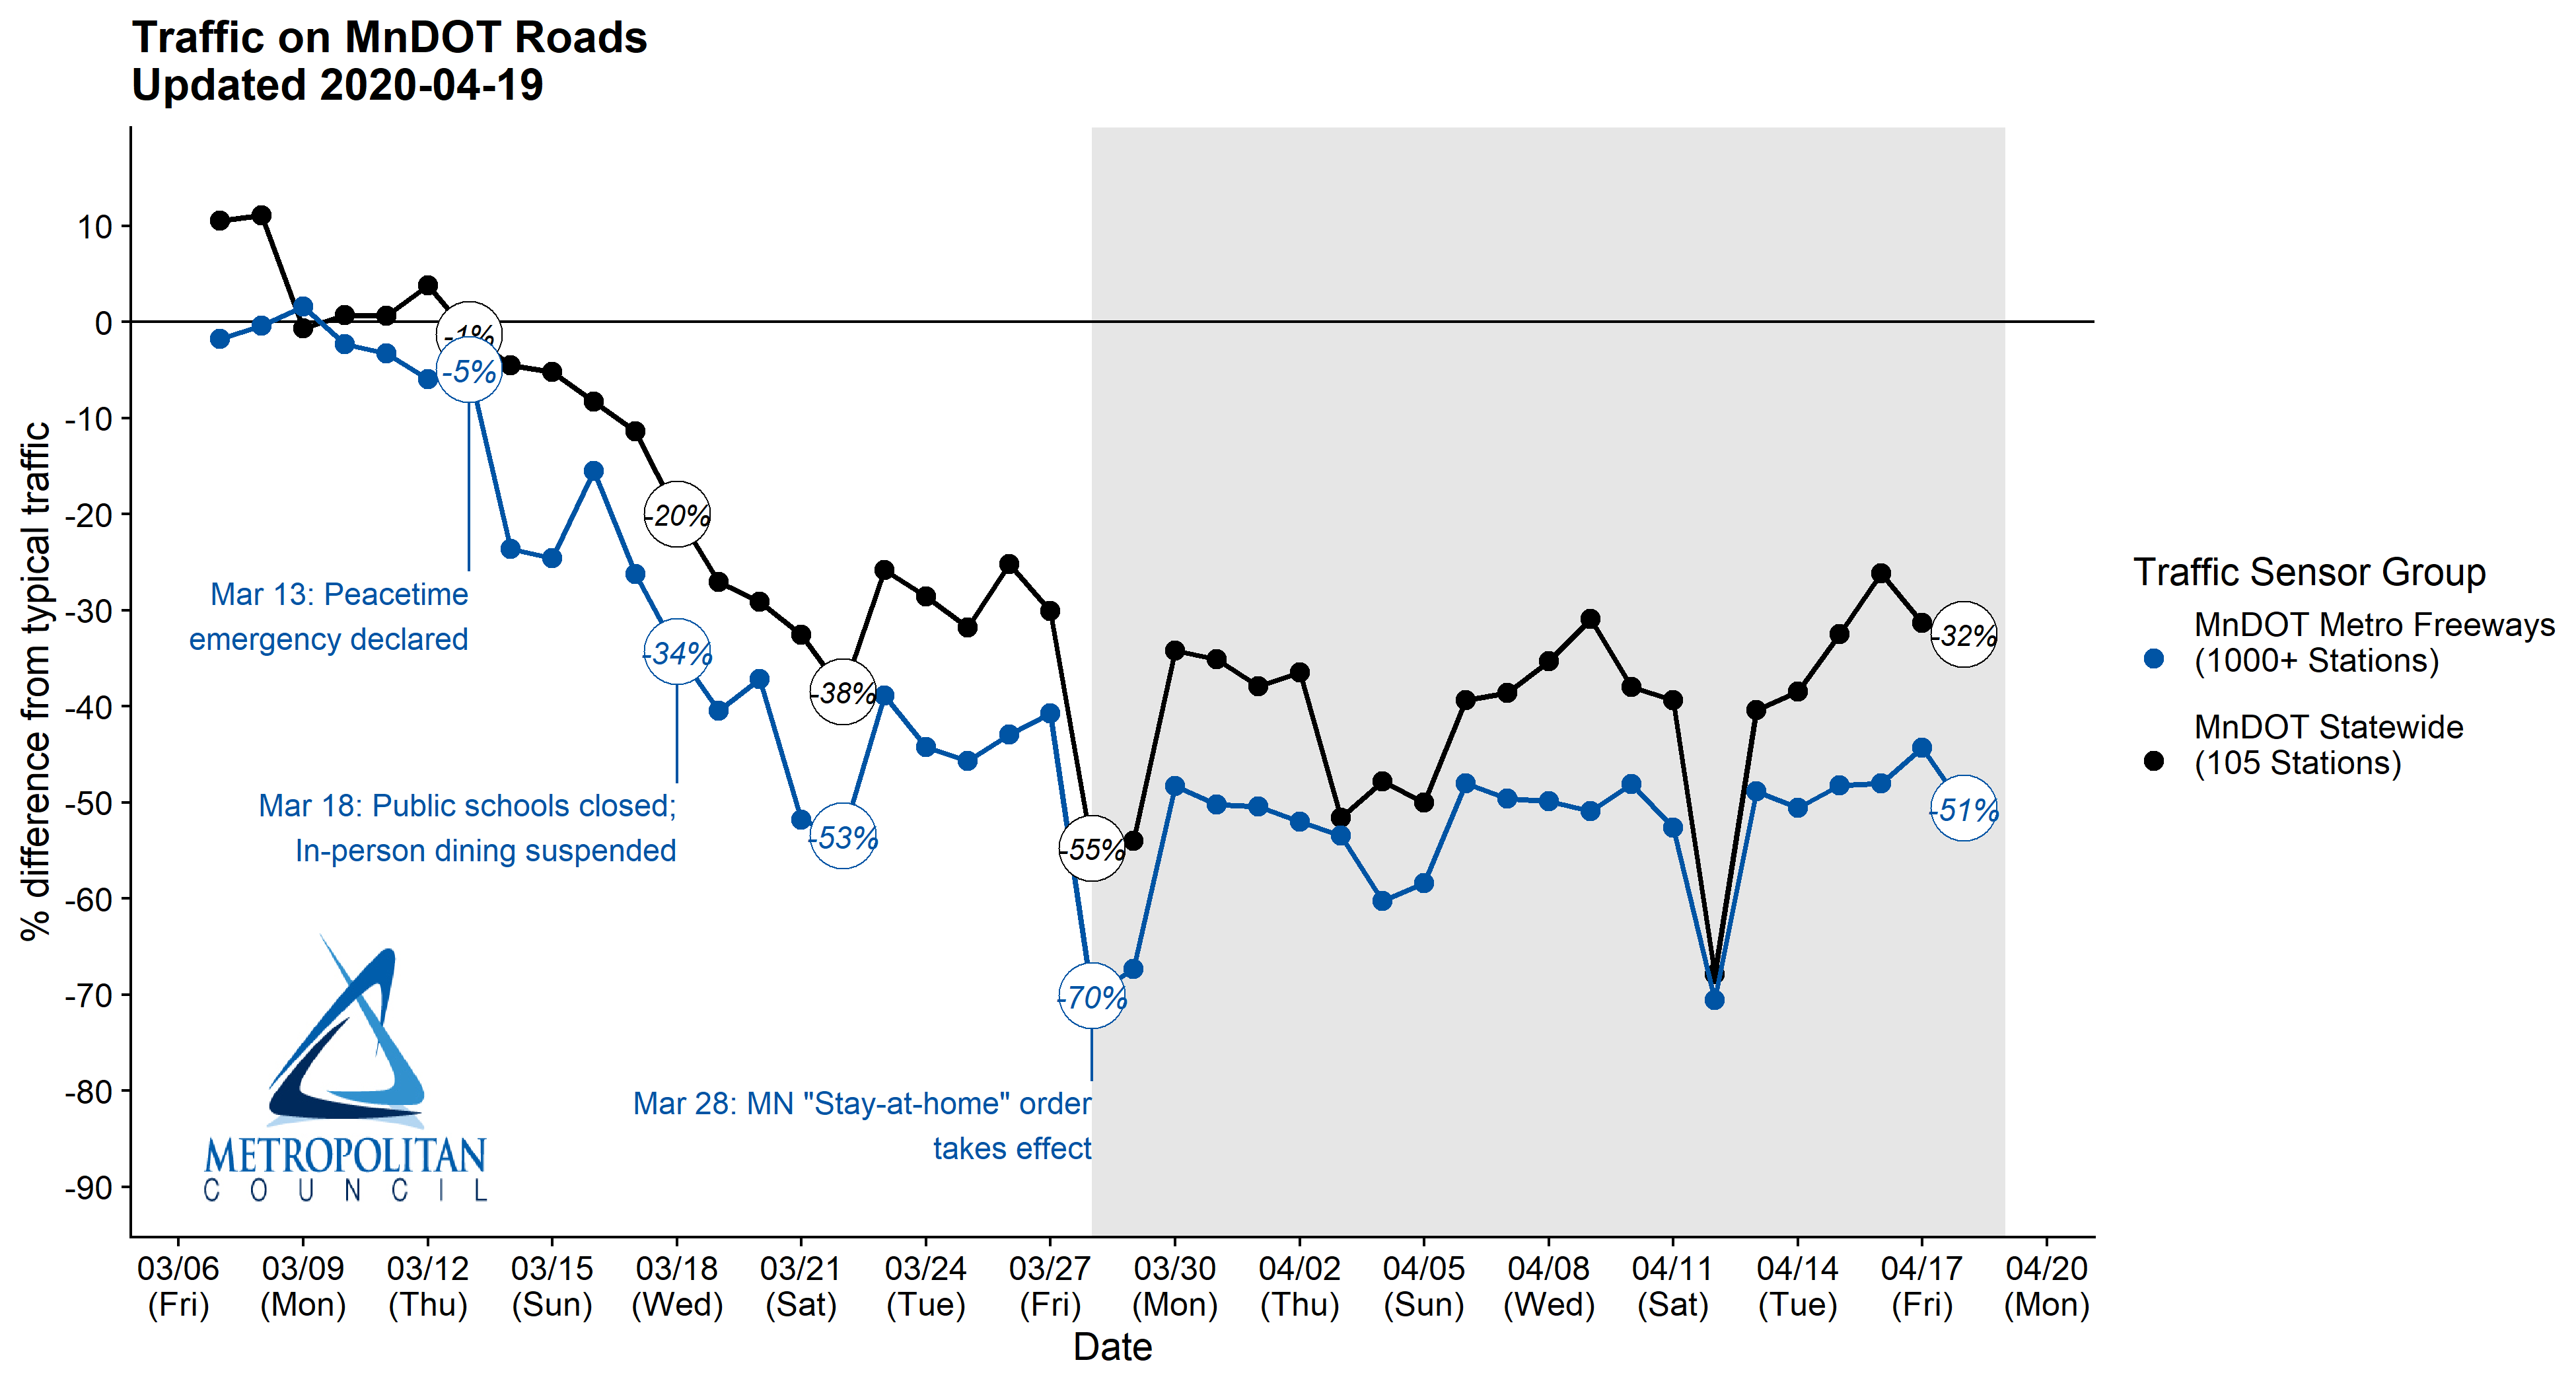 Traffic on MnDOT Roads
Updated 2020-04-19
% difference from typical traffic
10
0
-10
-20
-30
-40
-50
-60
-70
-80
-90
-1%
-5%
-20%
-34%
-38%
-53%
-55%
-70%
-32%
-51%
Mar 13: Peacetime
emergency declared
Mar 18: Public schools closed;
In-person dining suspended
Mar 28: MN "Stay-at-home" order
takes effect
METROPOLITAN
COUNCIL
03/06 03/09 03/12 03/15 03/18 03/21 03/24 03/27 03/30 04/02 04/05 04/08 04/11 04/14 04/17 04/20
(Fri) (Mon) (Thu) (Sun) (Wed) (Sat) (Tue) (Fri) (Mon) (Thu) (Sun) (Wed) (Sat) (Tue) (Fri) (Mon)
Date
Traffic Sensor Group
MnDOT Metro Freeways
(1000+ Stations)
MnDOT Statewide
(105 Stations)